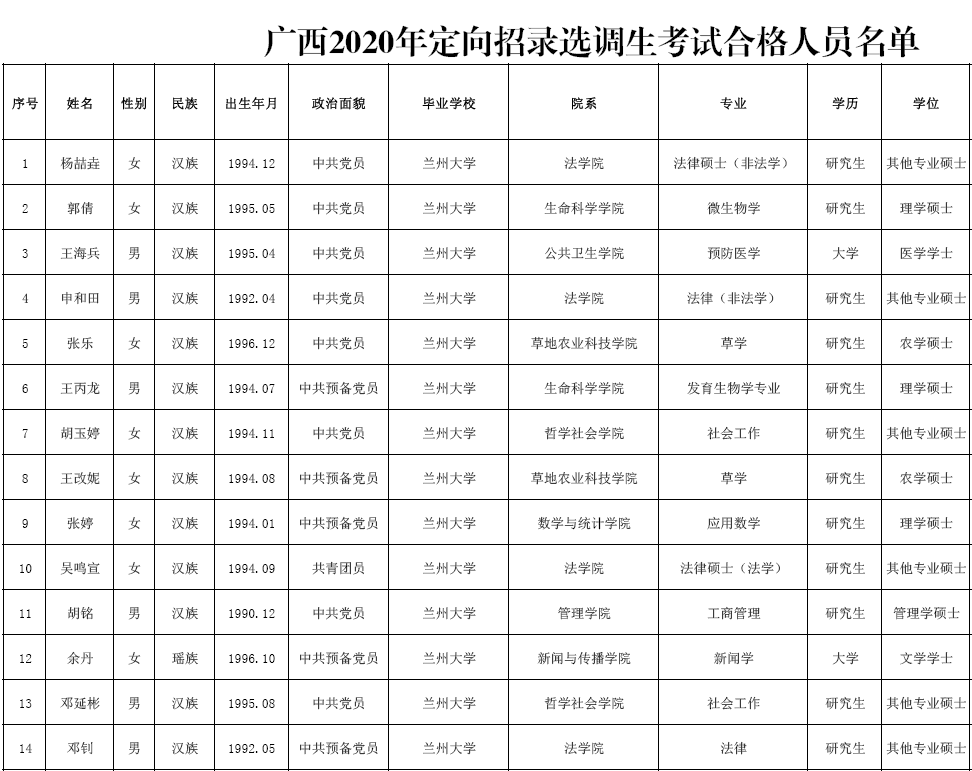 广西2020年定向招录选调生考试合格人员名单
序号 姓名 性别 民族 出生年月 政治面貌 毕业学校 院系 专业 学历 学位
1 杨喆垚 女 汉族 1994.12 中共党员 兰州大学 法学院 法律硕士（非法学） 研究生 其他专业硕士
2 郭倩 女 汉族 1995.05 中共党员 兰州大学 生命科学学院 微生物学 研究生 理学硕士
3 王海兵 男 汉族 1995.04 中共党员 兰州大学 公共卫生学院 预防医学 大学 医学学士
4 申和田 男 汉族 1992.04 中共党员 兰州大学 法学院 法律（非法学） 研究生 其他专业硕士
5 张乐 女 汉族 1996.12 中共党员 兰州大学 草地农业科技学院 草学 研究生 农学硕士
6 王丙龙 男 汉族 1994.07 中共预备党员 兰州大学 生命科学学院 发育生物学专业 研究生 理学硕士
7 胡玉婷 女 汉族 1994.11 中共党员 兰州大学 哲学社会学院 社会工作 研究生 其他专业硕士
8 王改妮 女 汉族 1994.08 中共预备党员 兰州大学 草地农业科技学院 草学 研究生 农学硕士
9 张婷 女 汉族 1994.01 中共预备党员 兰州大学 数学与统计学院 应用数学 研究生 理学硕士
10 吴鸣宣 女 汉族 1994.09 共青团员 兰州大学 法学院 法律硕士（法学） 研究生 其他专业硕士
11 胡铭 男 汉族 1990.12 中共党员 兰州大学 管理学院 工商管理 研究生 管理学硕士
12 余丹 女 瑶族 1996.10 中共预备党员 兰州大学 新闻与传播学院 新闻学 大学 文学学士
13 邓延彬 男 汉族 1995.08 中共党员 兰州大学 哲学社会学院 社会工作 研究生 其他专业硕士
14 邓钊 男 汉族 1992.05 中共预备党员 兰州大学 法学院 法律 研究生 其他专业硕士